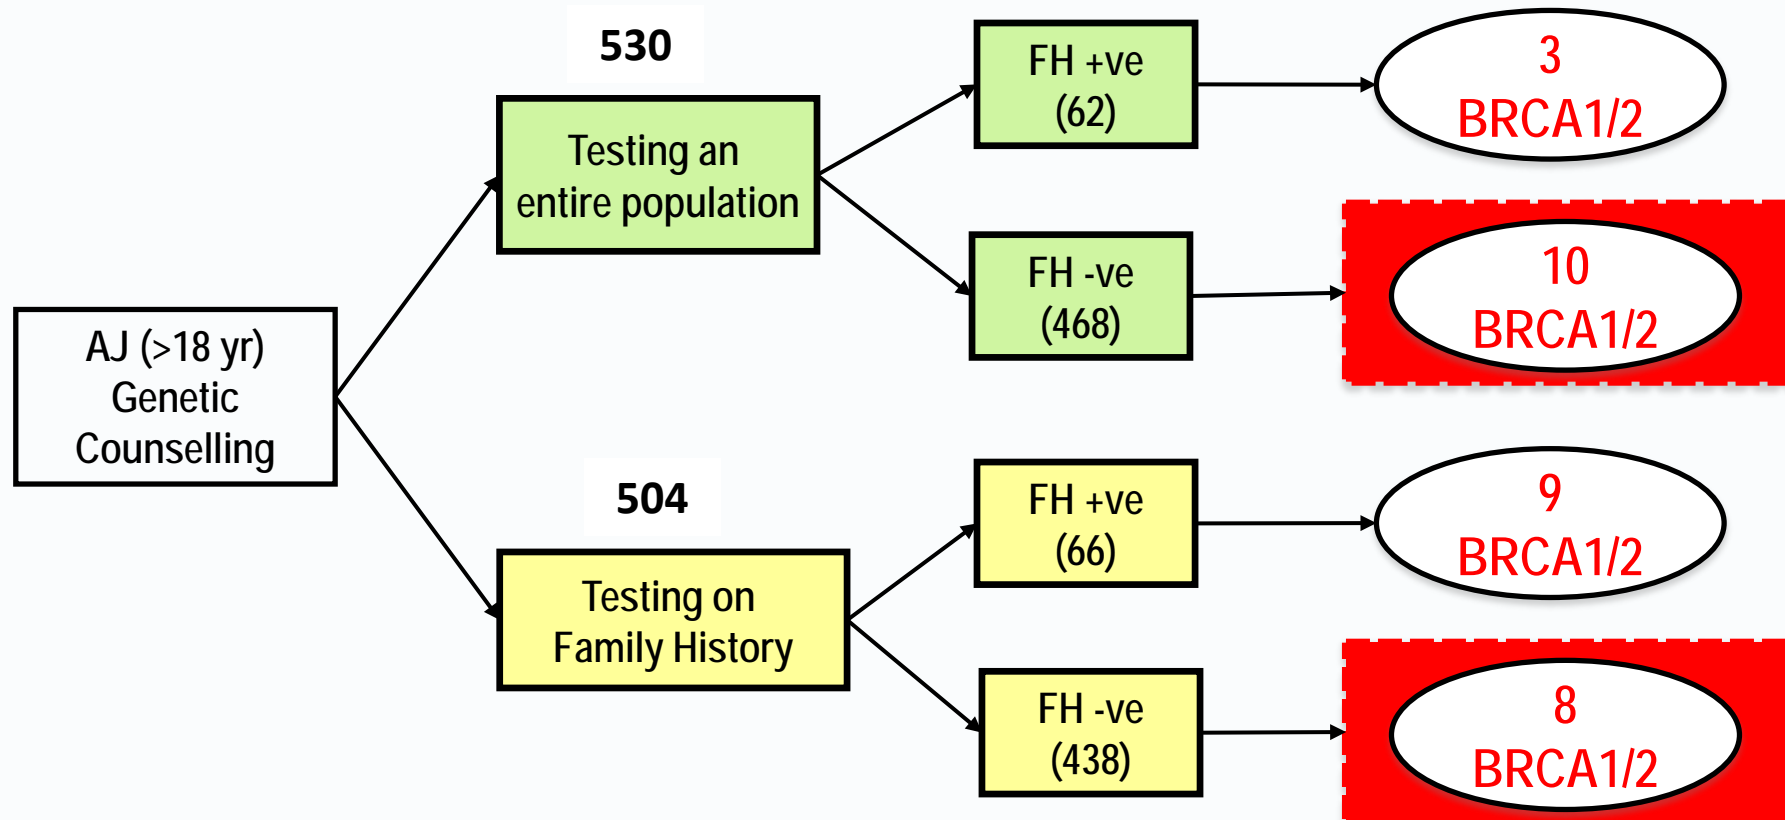 AJ (>18 yr)
Genetic
Counselling
530
Testing an
entire population
FH +ve
(62)
3
BRCA1/2
FH -ve
(468)
10
BRCA1/2
504
Testing on
Family History
FH +ve
(66)
9
BRCA1/2
FH -ve
(438)
8
BRCA1/2